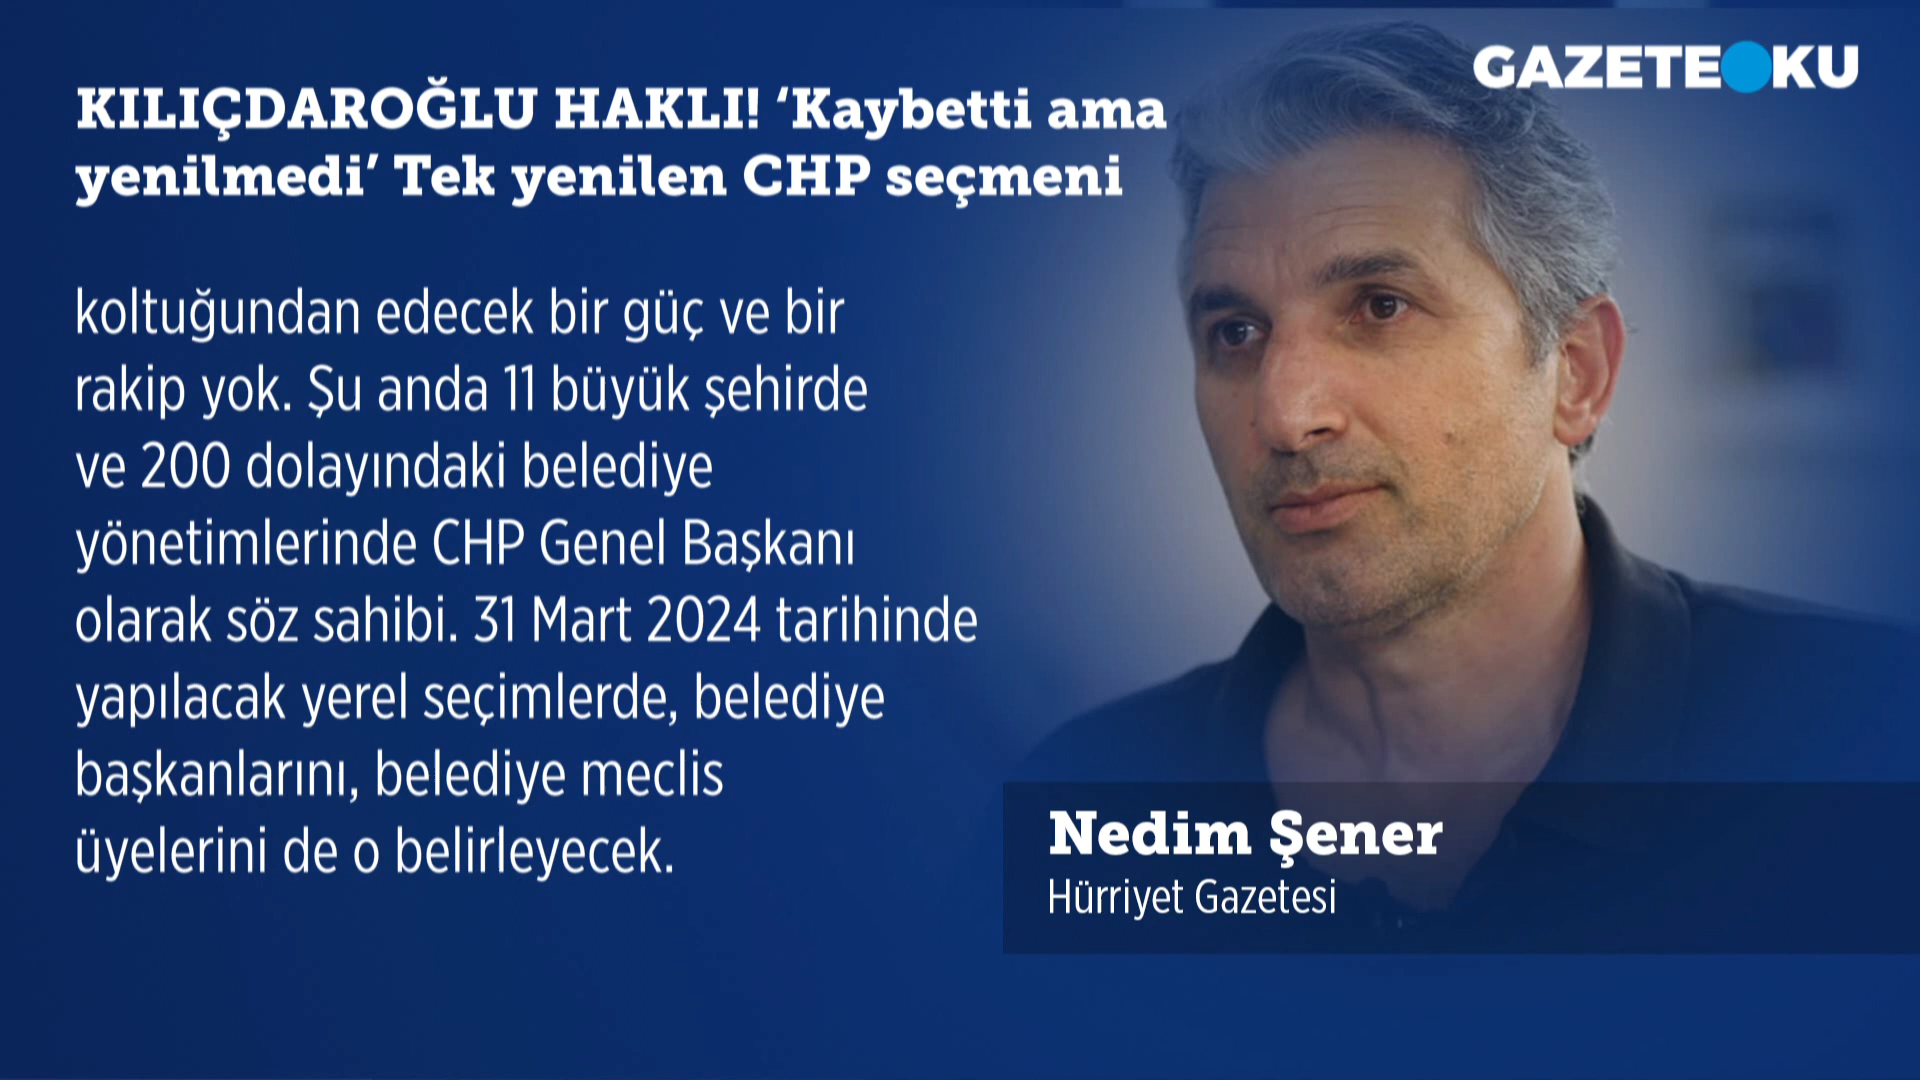 GAZETE KU
KILIÇDAROĞLU HAKLI! ‘Kaybetti ama
yenilmedi’ Tek yenilen CHP seçmeni
koltuğundan edecek bir güç ve bir
rakip yok. Şu anda 11 büyük şehirde
ve 200 dolayındaki belediye
yönetimlerinde CHP Genel Başkanı
olarak söz sahibi. 31 Mart 2024 tarihinde
yapılacak yerel seçimlerde, belediye
başkanlarını, belediye meclis
üyelerini de o belirleyecek.
Nedim Şener
Hürriyet Gazetesi